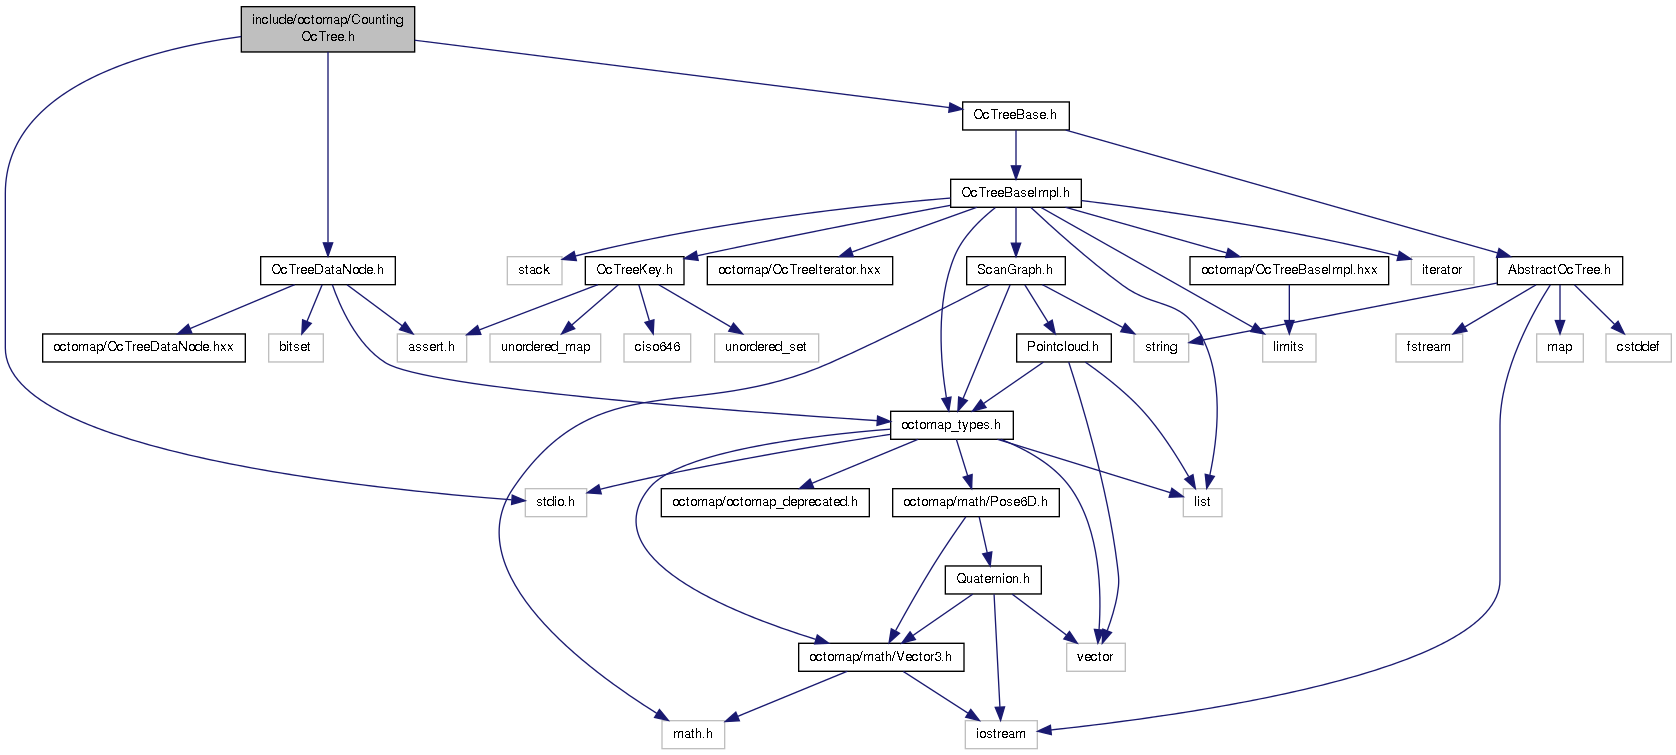 include/octomap/Counting
OcTree.h
OcTreeBase.h
OcTreeBaseImpl.h
OcTreeDataNode.h
stack
OcTreeKey.h
octomap/OcTreeIterator.hxx
ScanGraph.h
octomap/OcTreeBaseImpl.hxx
iterator
AbstractOcTree.h
octomap/OcTreeDataNode.hxx
bitset
assert.h
unordered_map
ciso646
unordered_set
Pointcloud.h
string
limits
fstream
map
cstddef
octomap_types.h
stdio.h
octomap/octomap_deprecated.h
octomap/math/Pose6D.h
list
Quaternion.h
octomap/math/Vector3.h
vector
math.h
iostream